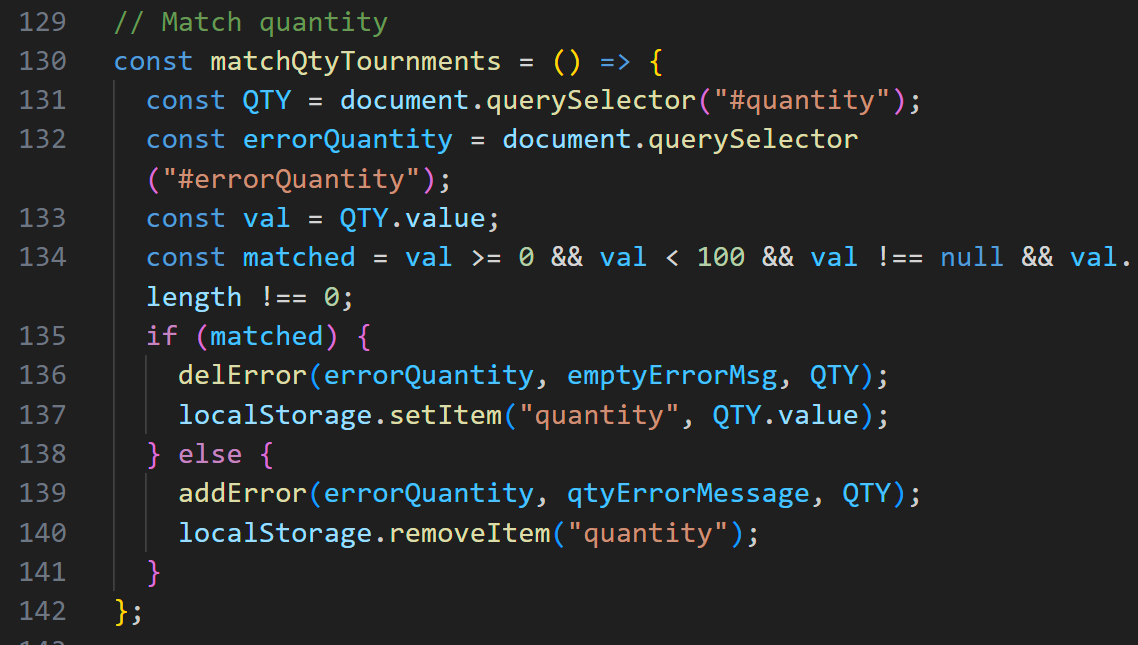 129 // Match quantity
130 const matchQtyTournments = () => {
131 const QTY = document.querySelector("#quantity");
132 const errorQuantity = document.querySelector
("#errorQuantity");
133 const val = QTY.value;
134 const matched = val >= 0 && val < 100 && val !== null && val.
length !== 0;
135 if (matched) {
136 delError(errorQuantity, emptyErrorMsg, QTY);
137 localStorage.setItem("quantity", QTY.value);
138 } else {
139 addError(errorQuantity, qtyErrorMessage, QTY);
140 localStorage.removeItem("quantity");
141 }
142 };